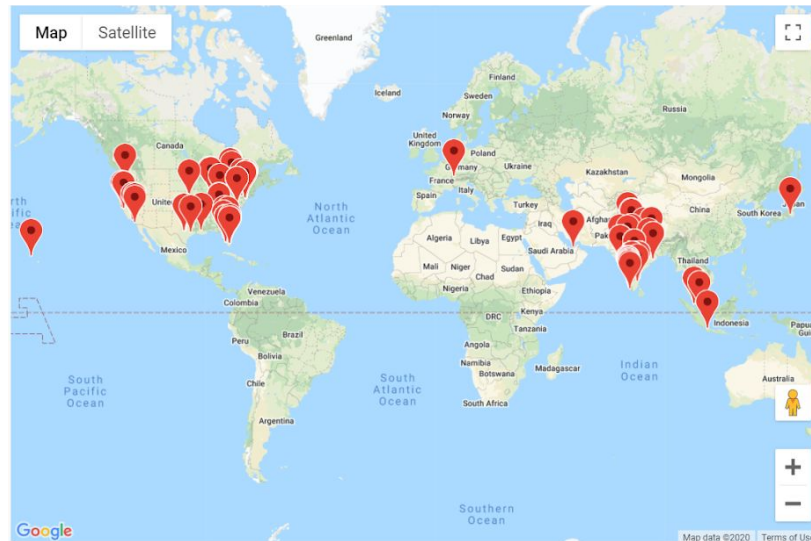 Map
Satellite
Greenland
Iceland
Finland
Sweden
Norway
Russia
Canada
United
Kingdom
Poland
Germany
Ukraine
Kazakhstan
Mongolia
France
Italy
Spain
Turkey
China
South Korea
North
Atlantic
Ocean
Mexico
Algeria
Libya
Egypt
Iraq
Saudi Arabia
Mali
Niger
Chad
Sudan
Nigeria
Ethiopia
Thailand
Venezuela
Colombia
DRC
Kenya
Tanzania
Indonesia
Peru
Brazil
Bolivia
Angola
Namibia
Botswana
Madagascar
Indian
Ocean
South
Pacific
Ocean
Chile
South
Atlantic
Ocean
Australia
Argentina
South Africa
Southern
Ocean
Google
Map data ©2020
Terms of Use